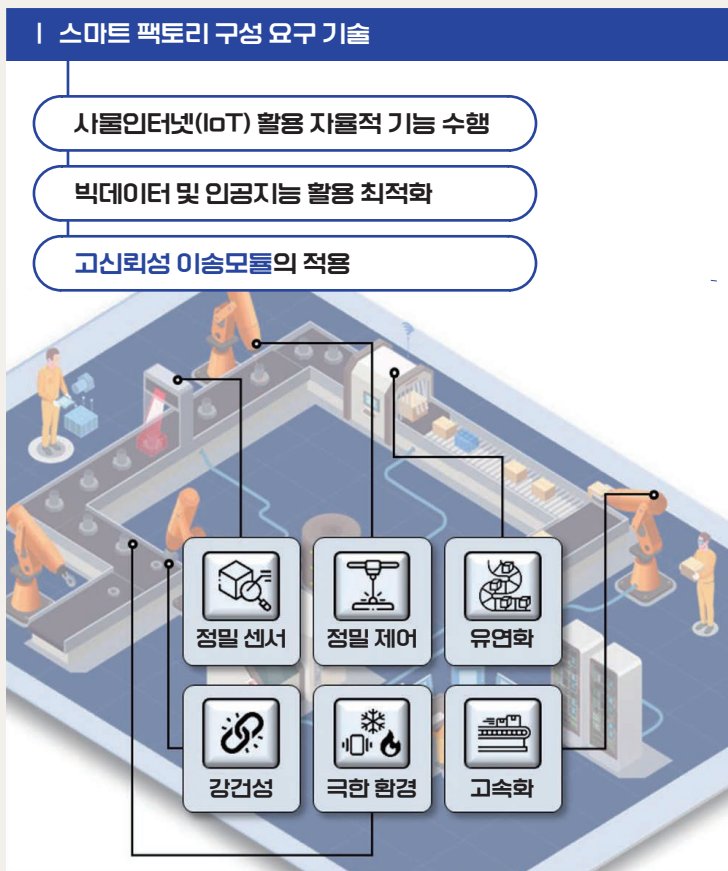 | 스마트 팩토리 구성 요구 기술
사물인터넷(IoT) 활용 자율적 기능 수행
빅데이터 및 인공지능 활용 최적화
고신뢰성 이송모듈의 적용
정밀 센서
정밀 제어
유연화
강건성
극한 환경
고속화